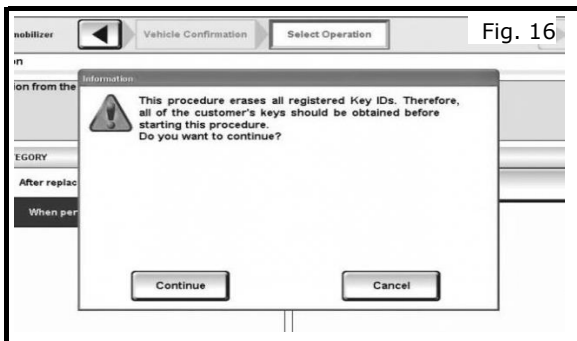 nobilizer
Vehicle Confirmation
Select Operation
Fig. 16
on
Information:
ion from the
This procedure erases all registered Key IDs. Therefore,
all of the customer's keys should be obtained before
starting this procedure.
Do you want to continue?
TEGORY
After replac
When per
Continue
Cancel